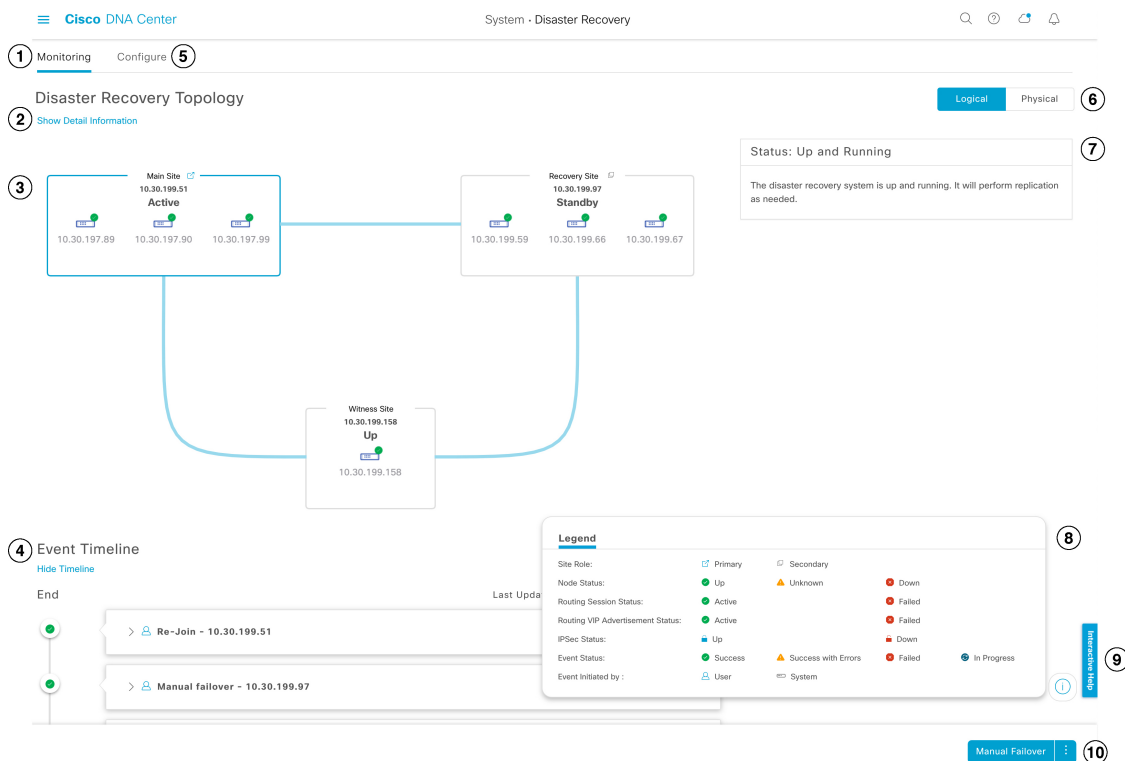 Cisco DNA Center
System · Disaster Recovery
1 Monitoring Configure 5
Disaster Recovery Topology
Logical Physical 6
2 Show Detail Information
Status: Up and Running 7
The disaster recovery system is up and running. It will perform replication
as needed.
3
Main Site
10.30.199.51
Active
10.30.197.89 10.30.197.90 10.30.197.99
Recovery Site
10.30.199.97
Standby
10.30.199.59 10.30.199.66 10.30.199.67
Witness Site
10.30.199.158
Up
10.30.199.158
4 Event Timeline
Hide Timeline
End
Last Upda
Re-Join - 10.30.199.51
Manual failover - 10.30.199.97
8
Legend
Site Role: Primary Secondary
Node Status: Up Unknown Down
Routing Session Status: Active Failed
Routing VIP Advertisement Status: Active Failed
IPSec Status: Up Down
Event Status: Success Success with Errors Failed In Progress
Event Initiated by : User System
Interactive Help 9
Manual Failover 10